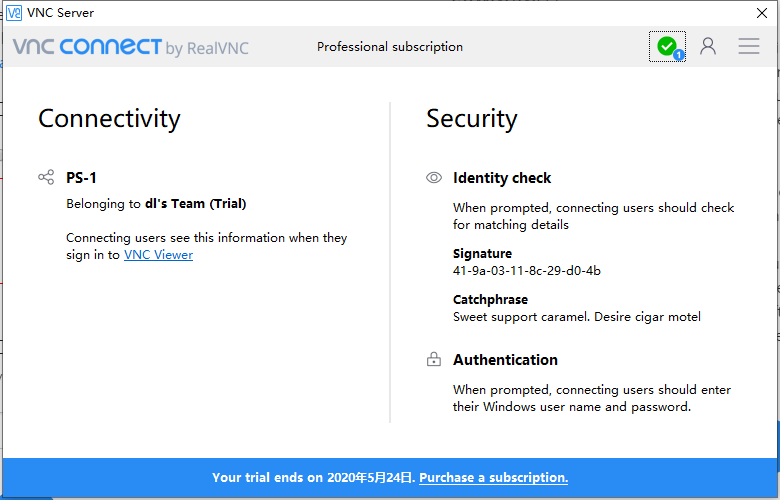 VNC Server
VNC CONNECT by RealVNC
Professional subscription
1
Connectivity
PS-1
Belonging to dl's Team (Trial)
Connecting users see this information when they
sign in to VNC Viewer
Security
Identity check
When prompted, connecting users should check
for matching details
Signature
41-9a-03-11-8c-29-d0-4b
Catchphrase
Sweet support caramel. Desire cigar motel
Authentication
When prompted, connecting users should enter
their Windows user name and password.
Your trial ends on 2020年5月24日. Purchase a subscription.